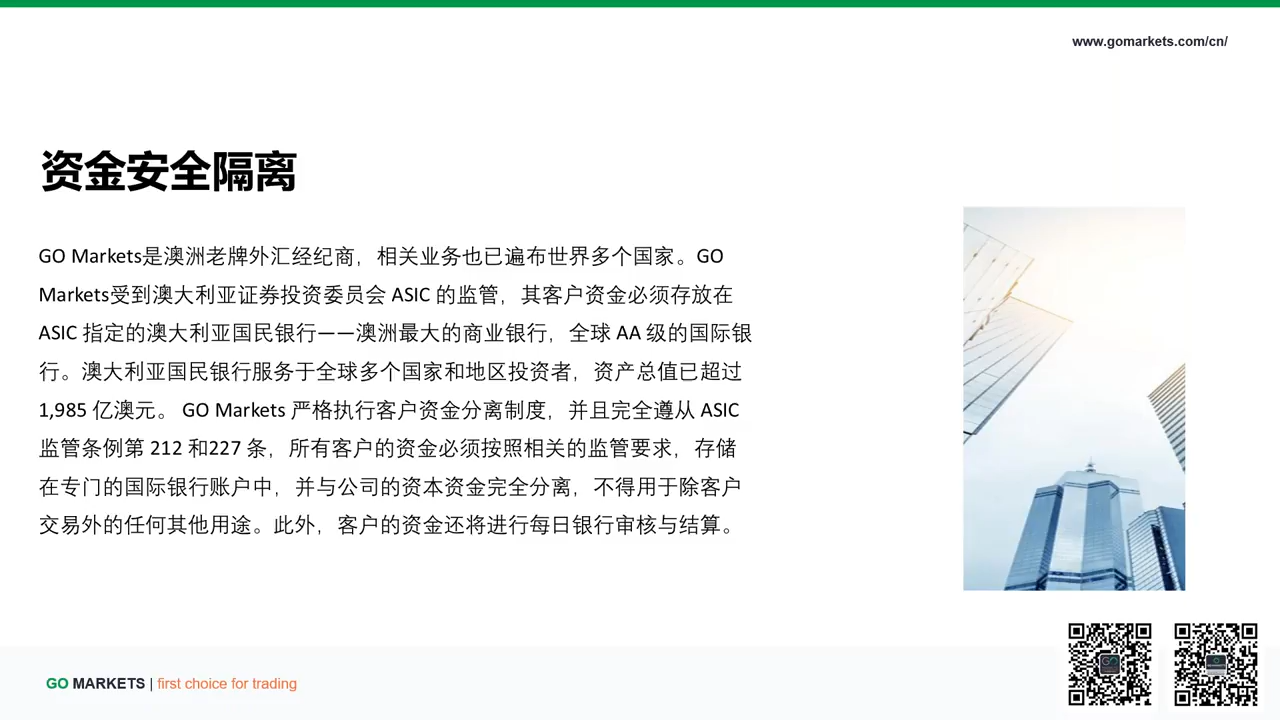 www.gomarkets.com/cn/
资金安全隔离
GO Markets是澳洲老牌外汇经纪商，相关业务也已遍布世界多个国家。GO
Markets受到澳大利亚证券投资委员会 ASIC 的监管，其客户资金必须存放在
ASIC 指定的澳大利亚国民银行——澳洲最大的商业银行，全球 AA 级的国际银
行。澳大利亚国民银行服务于全球多个国家和地区投资者，资产总值已超过
1,985 亿澳元。 GO Markets 严格执行客户资金分离制度，并且完全遵从 ASIC
监管条例第 212 和227 条，所有客户的资金必须按照相关的监管要求，存储
在专门的国际银行账户中，并与公司的资本资金完全分离，不得用于除客户
交易外的任何其他用途。此外，客户的资金还将进行每日银行审核与结算。
GO MARKETS | first choice for trading